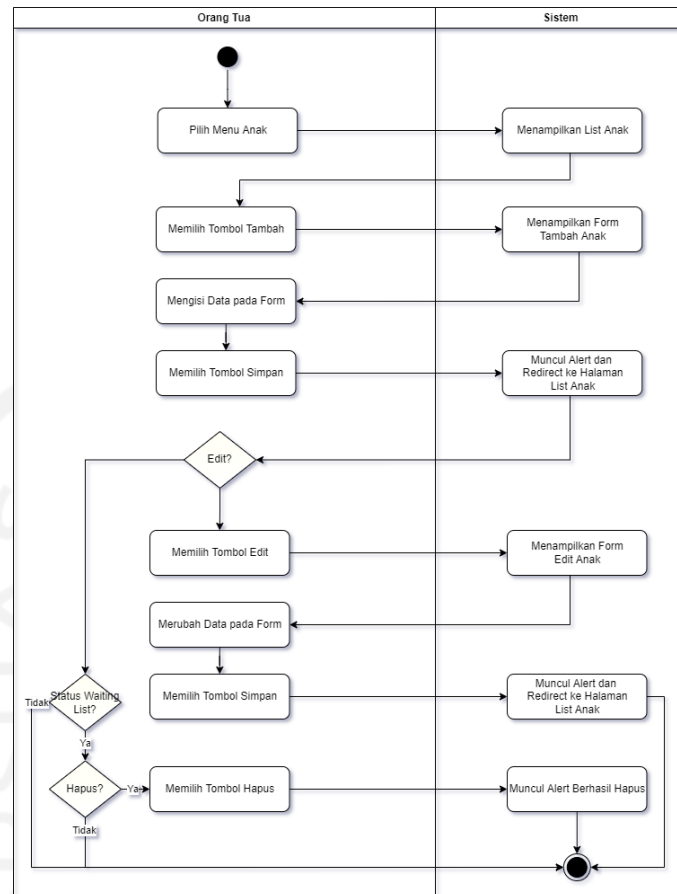 Orang Tua
Sistem
Pilih Menu Anak
Menampilkan List Anak
Memilih Tombol Tambah
Menampilkan Form
Tambah Anak
Mengisi Data pada Form
Memilih Tombol Simpan
Muncul Alert dan
Redirect ke Halaman
List Anak
Edit?
Memilih Tombol Edit
Menampilkan Form
Edit Anak
Merubah Data pada Form
Status Waiting
List?
Tidak
Memilih Tombol Simpan
Muncul Alert dan
Redirect ke Halaman
List Anak
Ya
Hapus?
Ya
Memilih Tombol Hapus
Muncul Alert Berhasil Hapus
Tidak